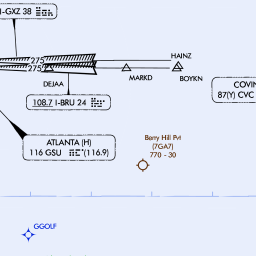 I-GXZ 38
275
275
HAINZ
DEJAA
MARKD
BOYKN
108.7 I-BRU 24
COVIN
87(Y) CVC
ATLANTA (H)
116 GSU (116.9)
Berry Hill Pvt
(7GA7)
770 - 30
GGOLF